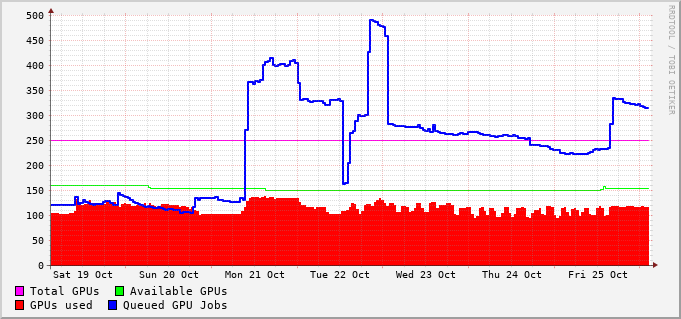 500
450
400
350
300
250
200
150
100
50
0
Sat 19 Oct Sun 20 Oct Mon 21 Oct Tue 22 Oct Wed 23 Oct Thu 24 Oct Fri 25 Oct
Total GPUs Available GPUs
GPUs used Queued GPU Jobs
RRDTOOL / TOBI OETIKER